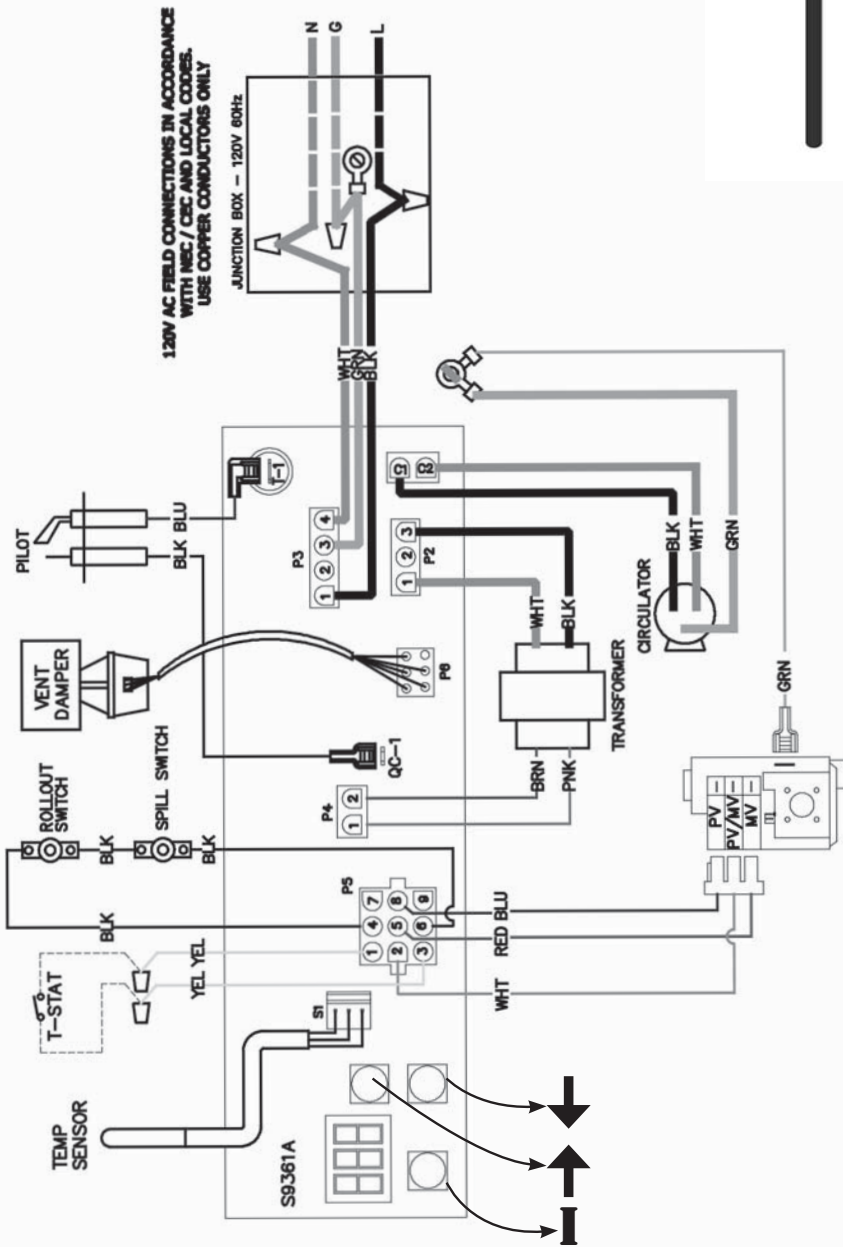 120V AC FIELD CONNECTIONS IN ACCORDANCE
WITH NEC / CEC AND LOCAL CODES.
USE COPPER CONDUCTORS ONLY
JUNCTION BOX – 120V 60Hz
N
G
L
WHT
GRN
BLK
PILOT
BLU
BLK
T-1
P3
1
2
3
4
P2
1
2
3
C1
C2
VENT
DAMPER
P6
WHT
BLK
TRANSFORMER
BRN
PNK
CIRCULATOR
BLK
WHT
GRN
GRN
ROLLOUT
SWITCH
SPILL SWITCH
BLK
BLK
BLK
QC-1
P4
1
2
P5
1
2
3
4
5
6
7
8
9
T-STAT
YEL
YEL
BLU
RED
WHT
PV
PV/MV
MV
TEMP
SENSOR
S1
S9361A
I